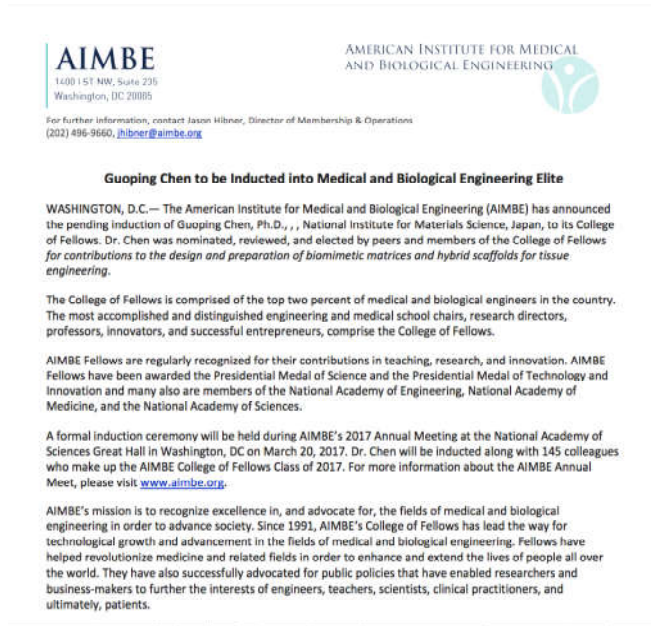 AIMBE
1400 I ST NW, Suite 235
Washington, DC 20005
AMERICAN INSTITUTE FOR MEDICAL
AND BIOLOGICAL ENGINEERING
For further information, contact Jason Hibner, Director of Membership & Operations
(202) 496-9660, jhibner@aimbe.org
Guoping Chen to be Inducted into Medical and Biological Engineering Elite
WASHINGTON, D.C.— The American Institute for Medical and Biological Engineering (AIMBE) has announced
the pending induction of Guoping Chen, Ph.D., , , National Institute for Materials Science, Japan, to its College
of Fellows. Dr. Chen was nominated, reviewed, and elected by peers and members of the College of Fellows
for contributions to the design and preparation of biomimetic matrices and hybrid scaffolds for tissue
engineering.
The College of Fellows is comprised of the top two percent of medical and biological engineers in the country.
The most accomplished and distinguished engineering and medical school chairs, research directors,
professors, innovators, and successful entrepreneurs, comprise the College of Fellows.
AIMBE Fellows are regularly recognized for their contributions in teaching, research, and innovation. AIMBE
Fellows have been awarded the Presidential Medal of Science and the Presidential Medal of Technology and
Innovation and many also are members of the National Academy of Engineering, National Academy of
Medicine, and the National Academy of Sciences.
A formal induction ceremony will be held during AIMBE's 2017 Annual Meeting at the National Academy of
Sciences Great Hall in Washington, DC on March 20, 2017. Dr. Chen will be inducted along with 145 colleagues
who make up the AIMBE College of Fellows Class of 2017. For more information about the AIMBE Annual
Meet, please visit www.aimbe.org.
AIMBE's mission is to recognize excellence in, and advocate for, the fields of medical and biological
engineering in order to advance society. Since 1991, AIMBE's College of Fellows has lead the way for
technological growth and advancement in the fields of medical and biological engineering. Fellows have
helped revolutionize medicine and related fields in order to enhance and extend the lives of people all over
the world. They have also successfully advocated for public policies that have enabled researchers and
business-makers to further the interests of engineers, teachers, scientists, clinical practitioners, and
ultimately, patients.